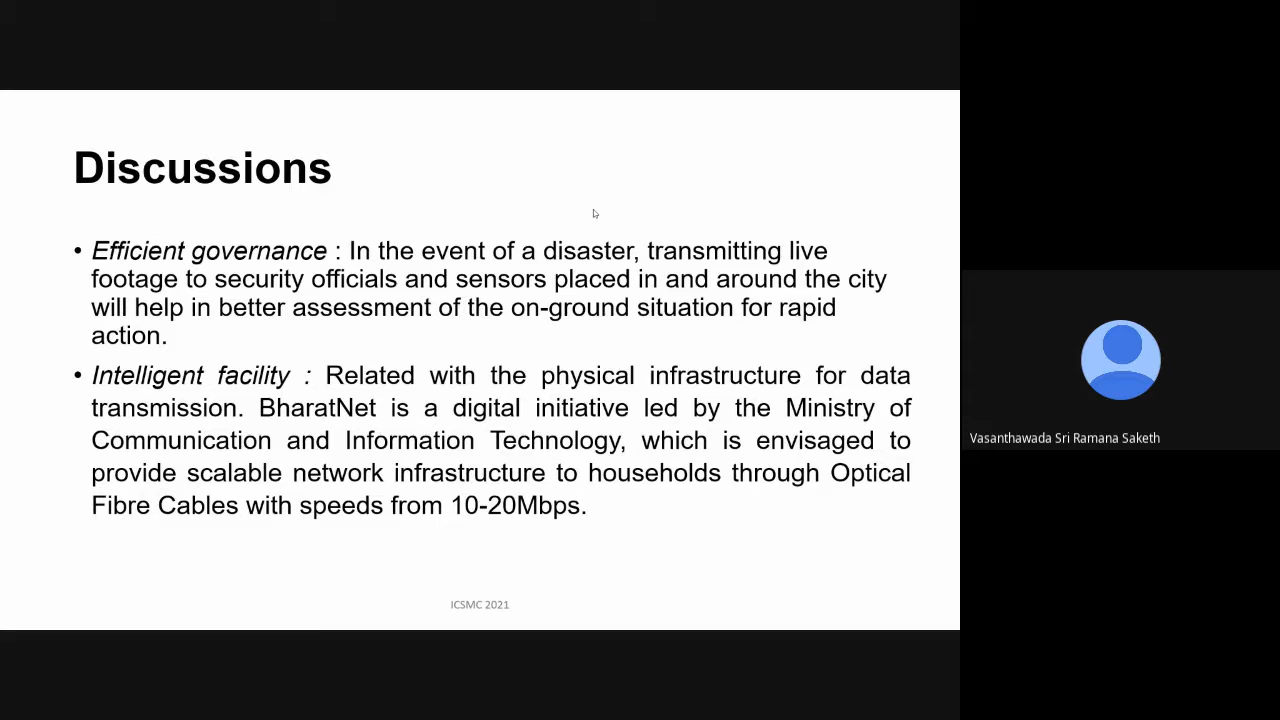 Discussions
• Efficient governance : In the event of a disaster, transmitting live
footage to security officials and sensors placed in and around the city
will help in better assessment of the on-ground situation for rapid
action.
• Intelligent facility : Related with the physical infrastructure for data
transmission. BharatNet is a digital initiative led by the Ministry of
Communication and Information Technology, which is envisaged to
provide scalable network infrastructure to households through Optical
Fibre Cables with speeds from 10-20Mbps.
ICSMC 2021
Vasanthawada Sri Ramana Saketh